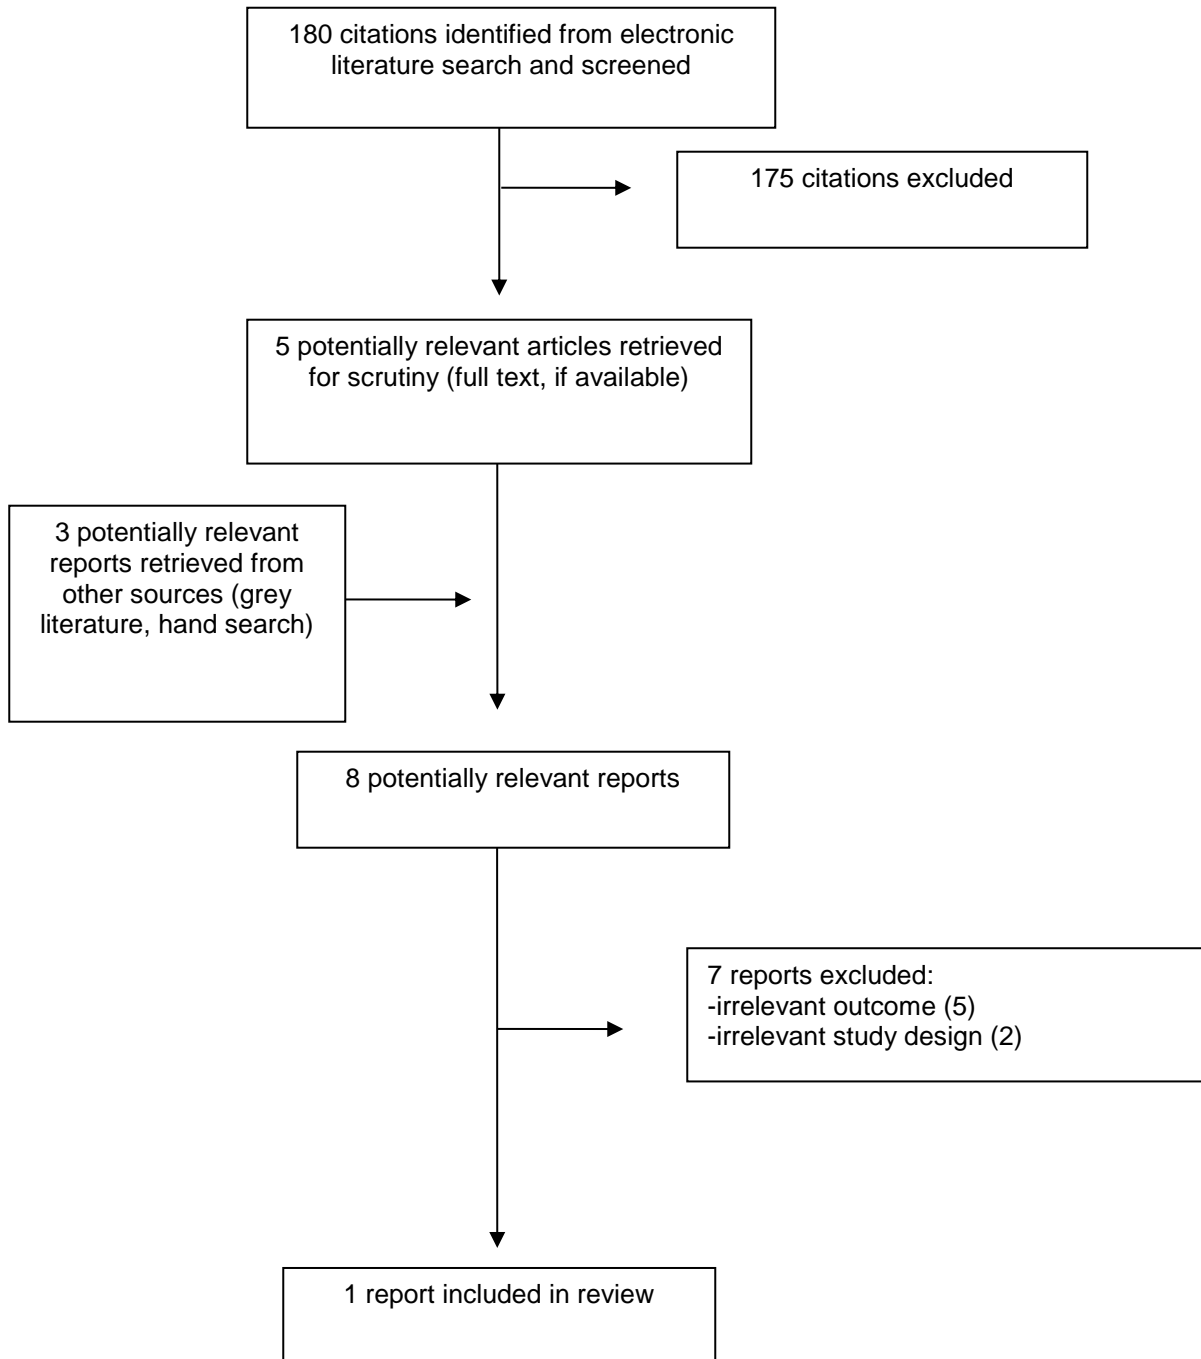 180 citations identified from electronic
literature search and screened
175 citations excluded
5 potentially relevant articles retrieved
for scrutiny (full text, if available)
3 potentially relevant
reports retrieved from
other sources (grey
literature, hand search)
8 potentially relevant reports
7 reports excluded:
-irrelevant outcome (5)
-irrelevant study design (2)
1 report included in review